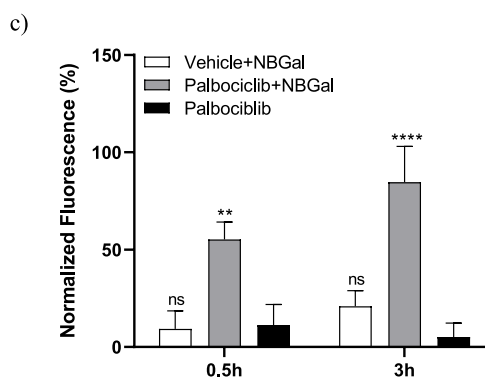 c)
Vehicle+NBGal
Palbociclib+NBGal
Palbociblib
Normalized Fluorescence (%)
150
100
50
0
ns
**
ns
****
0.5h
3h